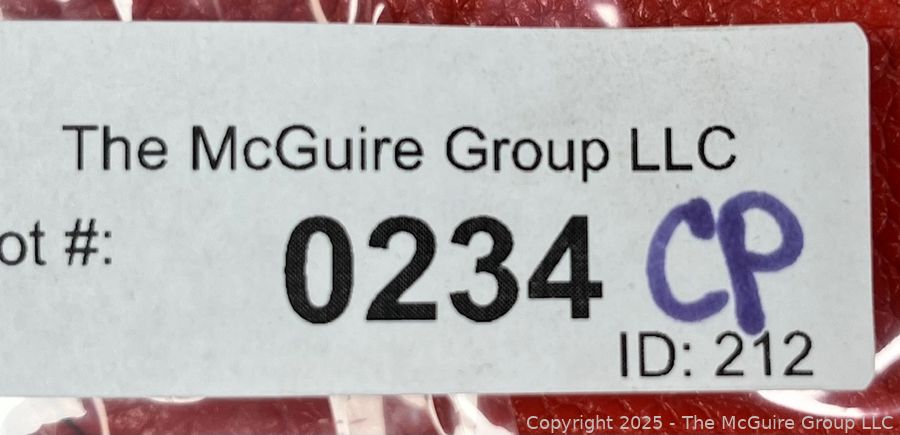 The McGuire Group LLC
ot #: 0234 CP
ID: 212
Copyright 2025 - The McGuire Group LLC